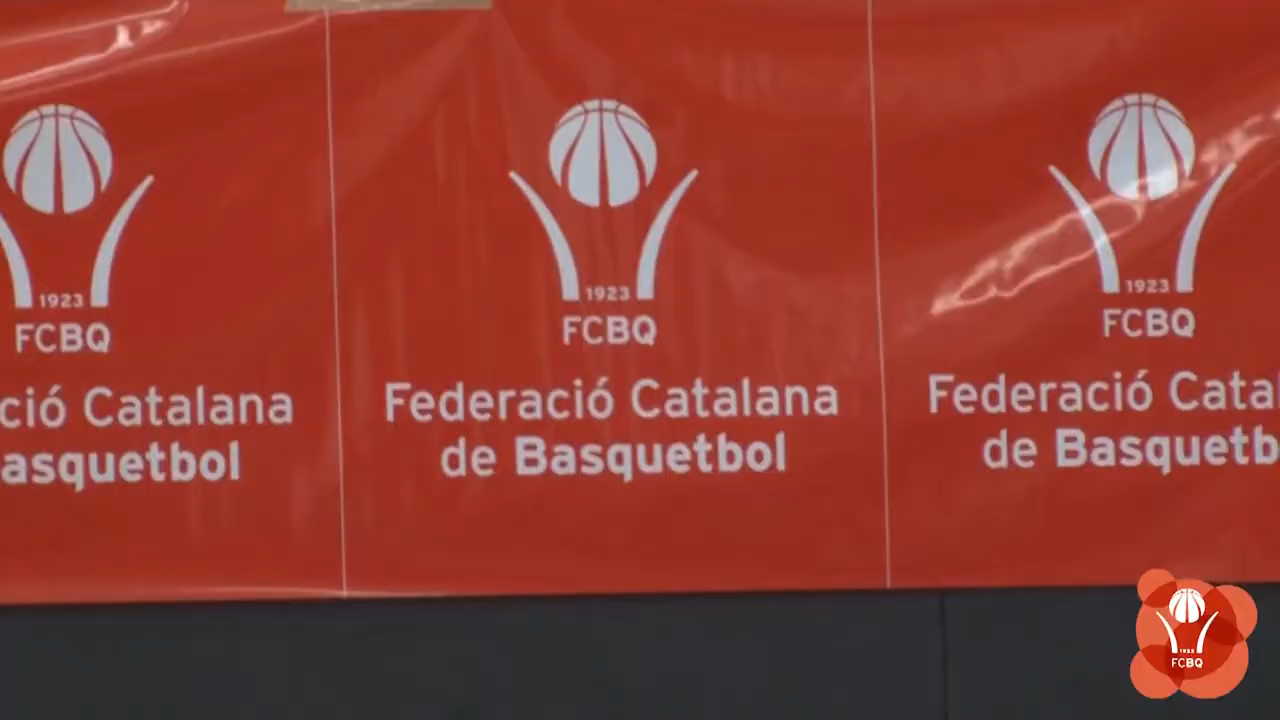 1923
FCBQ
ció Catalana
asquetbol
1923
FCBQ
Federació Catalana
de Basquetbol
1923
FCBQ
Federació Catal
de Basquetb
1923
FCBQ